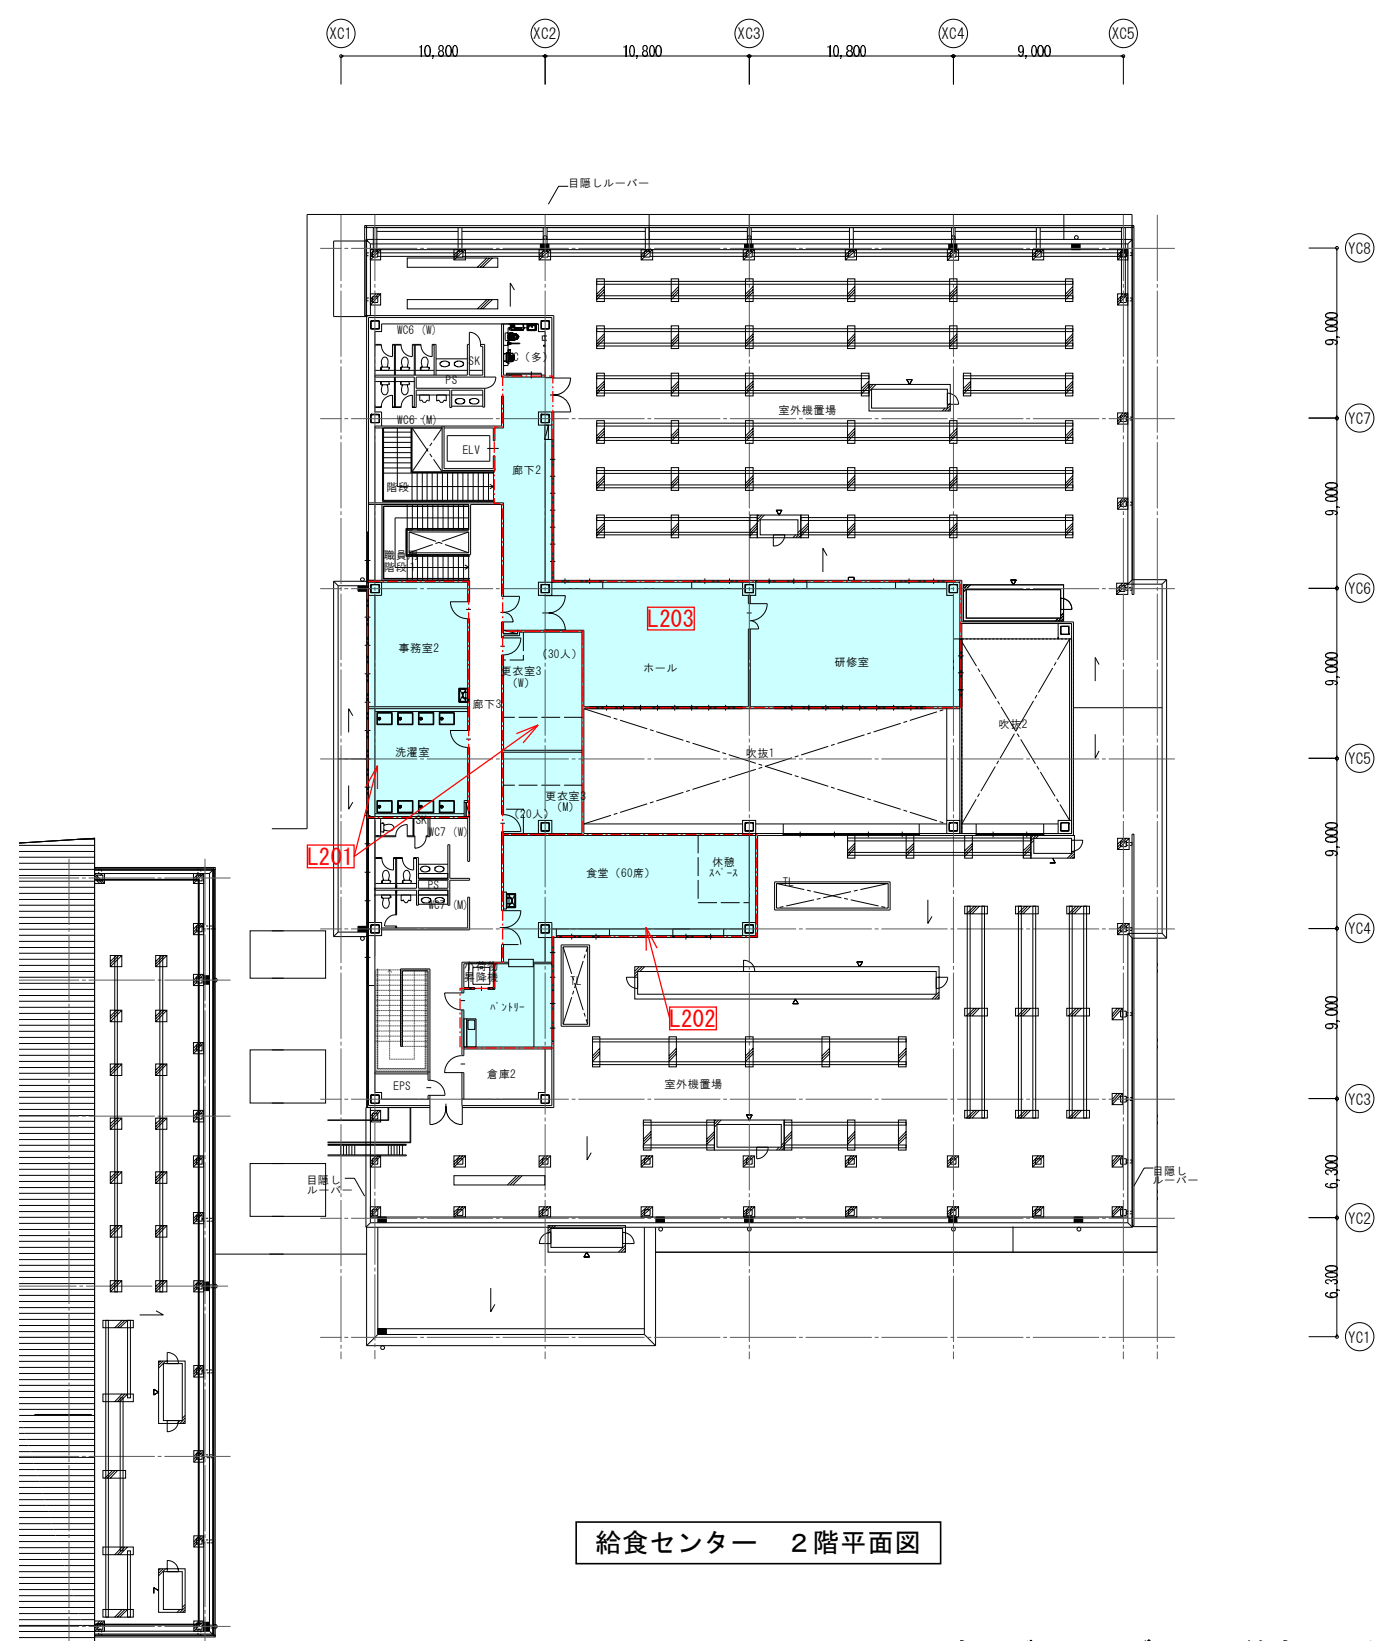 XC1 XC2 XC3 XC4 XC5
10,800 10,800 10,800 9,000
目隠しルーバー
YC8
WC6 (W)
SK
(多)
PS
9,000
室外機置場
WC6 (M)
YC7
ELV
廊下2
階段
9,000
階段
YC6
L203
事務室2
(30人)
更衣室3
(W)
ホール
研修室
9,000
廊下3
吹抜2
洗濯室
吹抜1
YC5
更衣室3
(M)
(20人)
SK
WC7 (W)
9,000
L201
食堂 (60席)
休憩
スペース
TL
PS
WC7 (M)
YC4
荷物
昇降機
TL
パントリー
L202
9,000
倉庫2
室外機置場
EPS
YC3
目隠し
ルーバー
目隠し
ルーバー
6,300
YC2
6,300
YC1
給食センター　２階平面図